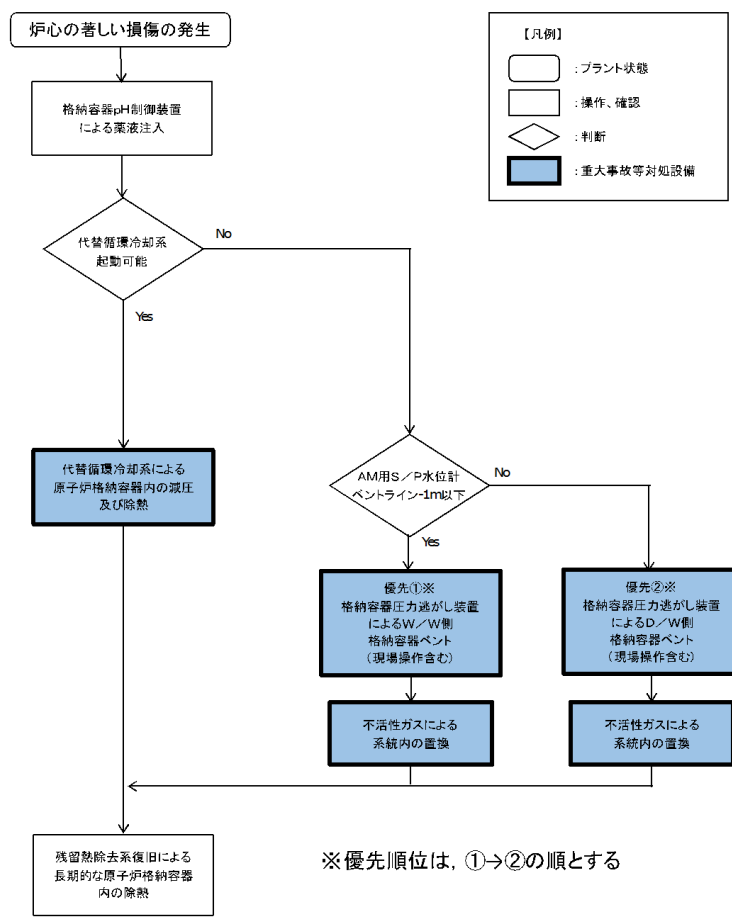 炉心の著しい損傷の発生
格納容器pH制御装置
による薬液注入
代替循環冷却系
起動可能
No
Yes
代替循環冷却系による
原子炉格納容器内の減圧
及び除熱
AM用S／P水位計
ベントライン-1m以下
No
Yes
優先①※
格納容器圧力逃がし装置
によるW／W側
格納容器ベント
（現場操作含む）
優先②※
格納容器圧力逃がし装置
によるD／W側
格納容器ベント
（現場操作含む）
不活性ガスによる
系統内の置換
不活性ガスによる
系統内の置換
残留熱除去系復旧による
長期的な原子炉格納容器
内の除熱
※優先順位は，①→②の順とする
【凡例】
：プラント状態
：操作、確認
：判断
：重大事故等対処設備